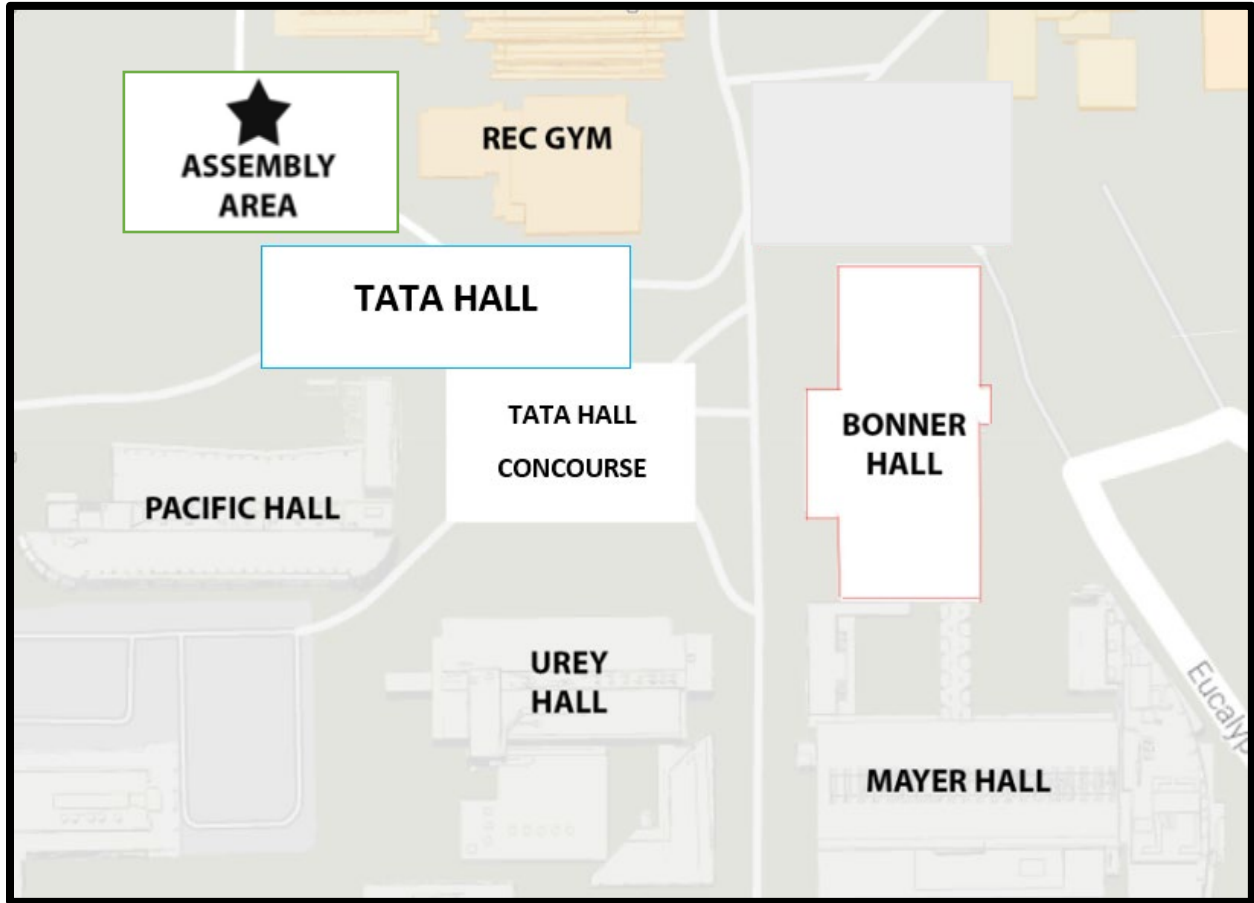 ASSEMBLY
AREA
REC GYM
TATA HALL
TATA HALL
CONCOURSE
BONNER
HALL
PACIFIC HALL
UREY
HALL
MAYER HALL